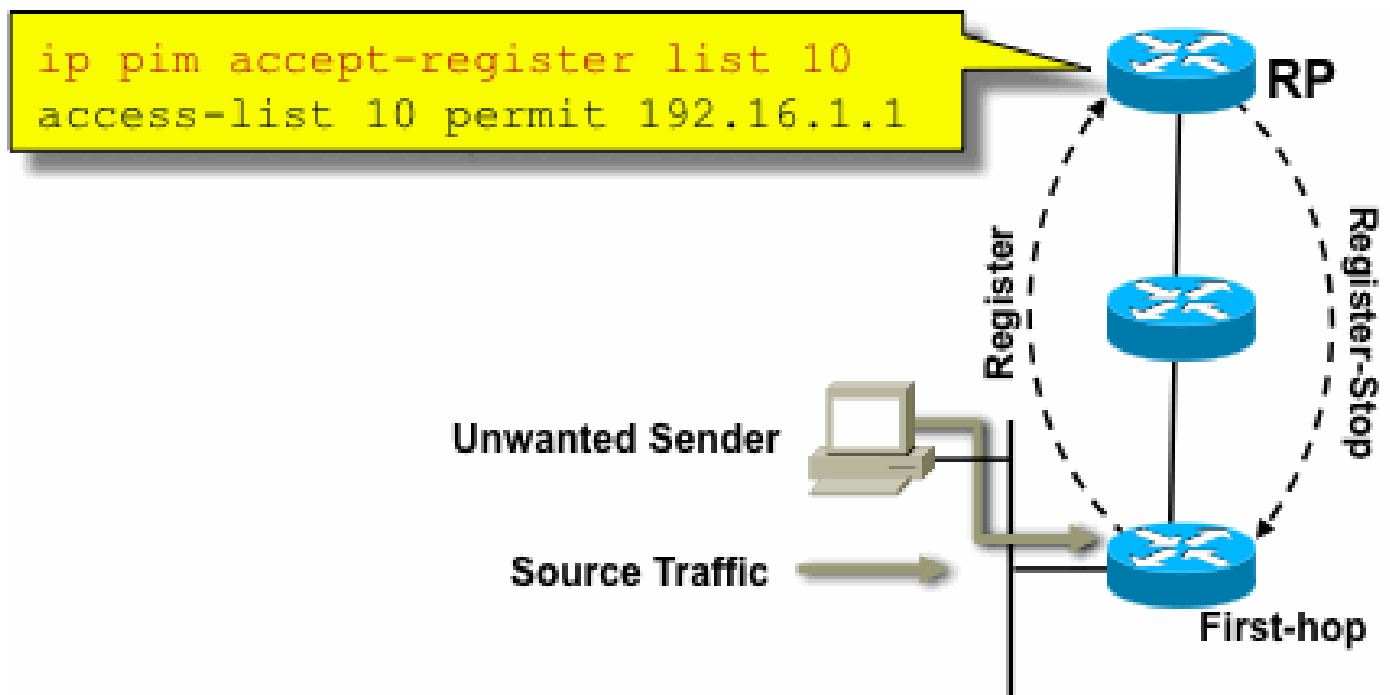 ip pim accept-register list 10
access-list 10 permit 192.16.1.1
RP
Register
Register-Stop
Unwanted Sender
Source Traffic
First-hop